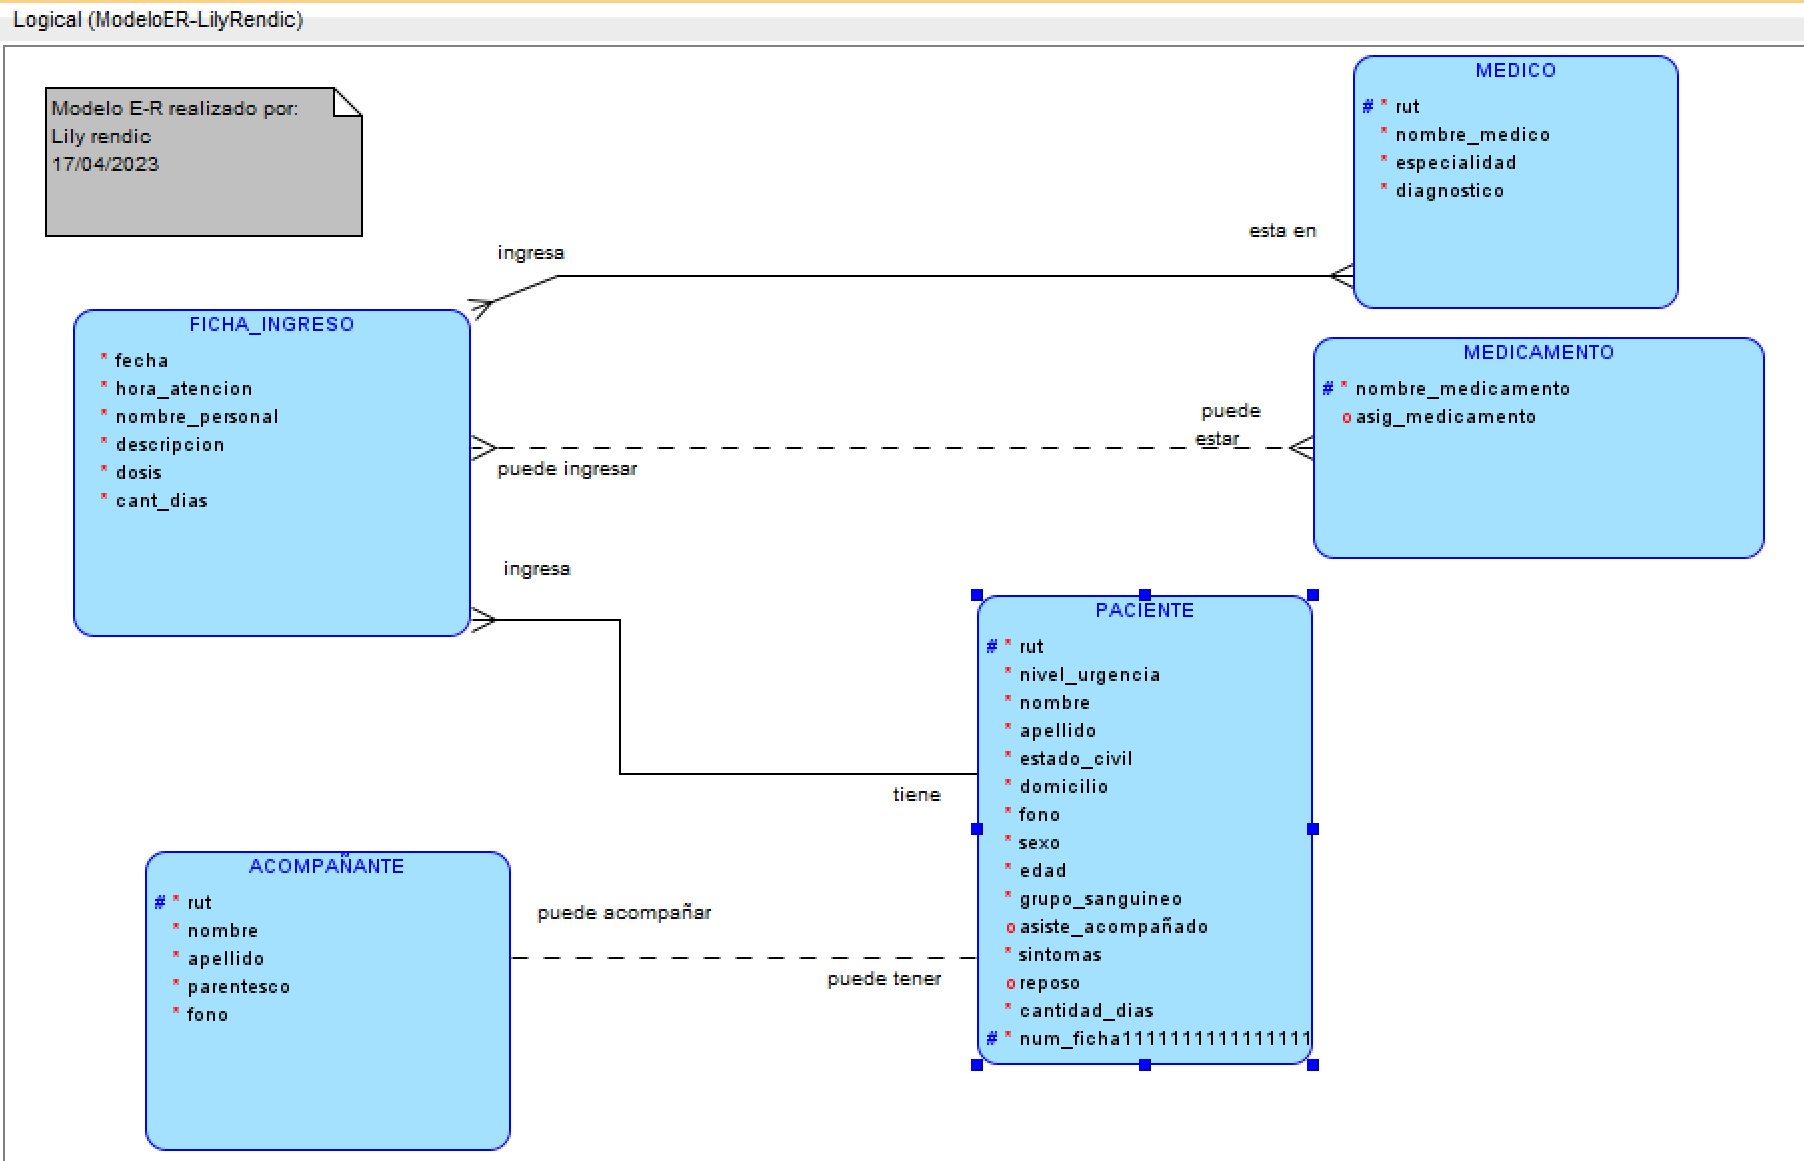 Logical (ModeloER-LilyRendic)
Modelo E-R realizado por:
Lily rendic
17/04/2023
MEDICO
# * rut
* nombre_medico
* especialidad
* diagnostico
ingresa
esta en
FICHA_INGRESO
* fecha
* hora_atencion
* nombre_personal
* descripcion
* dosis
* cant_dias
MEDICAMENTO
# * nombre_medicamento
o asig_medicamento
puede
estar
puede ingresar
ingresa
tiene
PACIENTE
# * rut
* nivel_urgencia
* nombre
* apellido
* estado_civil
* domicilio
* fono
* sexo
* edad
* grupo_sanguineo
o asiste_acompañado
* sintomas
o reposo
* cantidad_dias
# * num_ficha1111111111111111
ACOMPAÑANTE
# * rut
* nombre
* apellido
* parentesco
* fono
puede acompañar
puede tener